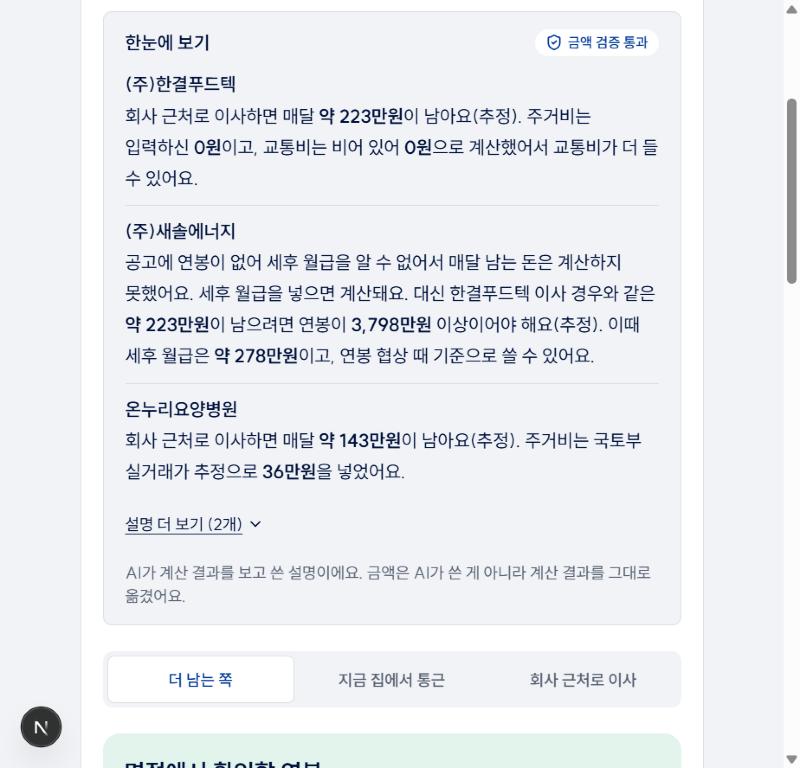 한눈에 보기
금액 검증 통과
(주)한결푸드텍
회사 근처로 이사하면 매달 약 223만원이 남아요(추정). 주거비는
입력하신 0원이고, 교통비는 비어 있어 0원으로 계산했어서 교통비가 더 들
수 있어요.
(주)새솔에너지
공고에 연봉이 없어 세후 월급을 알 수 없어서 매달 남는 돈은 계산하지
못했어요. 세후 월급을 넣으면 계산돼요. 대신 한결푸드텍 이사 경우와 같은
약 223만원이 남으려면 연봉이 3,798만원 이상이어야 해요(추정). 이때
세후 월급은 약 278만원이고, 연봉 협상 때 기준으로 쓸 수 있어요.
온누리요양병원
회사 근처로 이사하면 매달 약 143만원이 남아요(추정). 주거비는 국토부
실거래가 추정으로 36만원을 넣었어요.
설명 더 보기 (2개)
AI가 계산 결과를 보고 쓴 설명이에요. 금액은 AI가 쓴 게 아니라 계산 결과를 그대로
옮겼어요.
더 남는 쪽
지금 집에서 통근
회사 근처로 이사
N